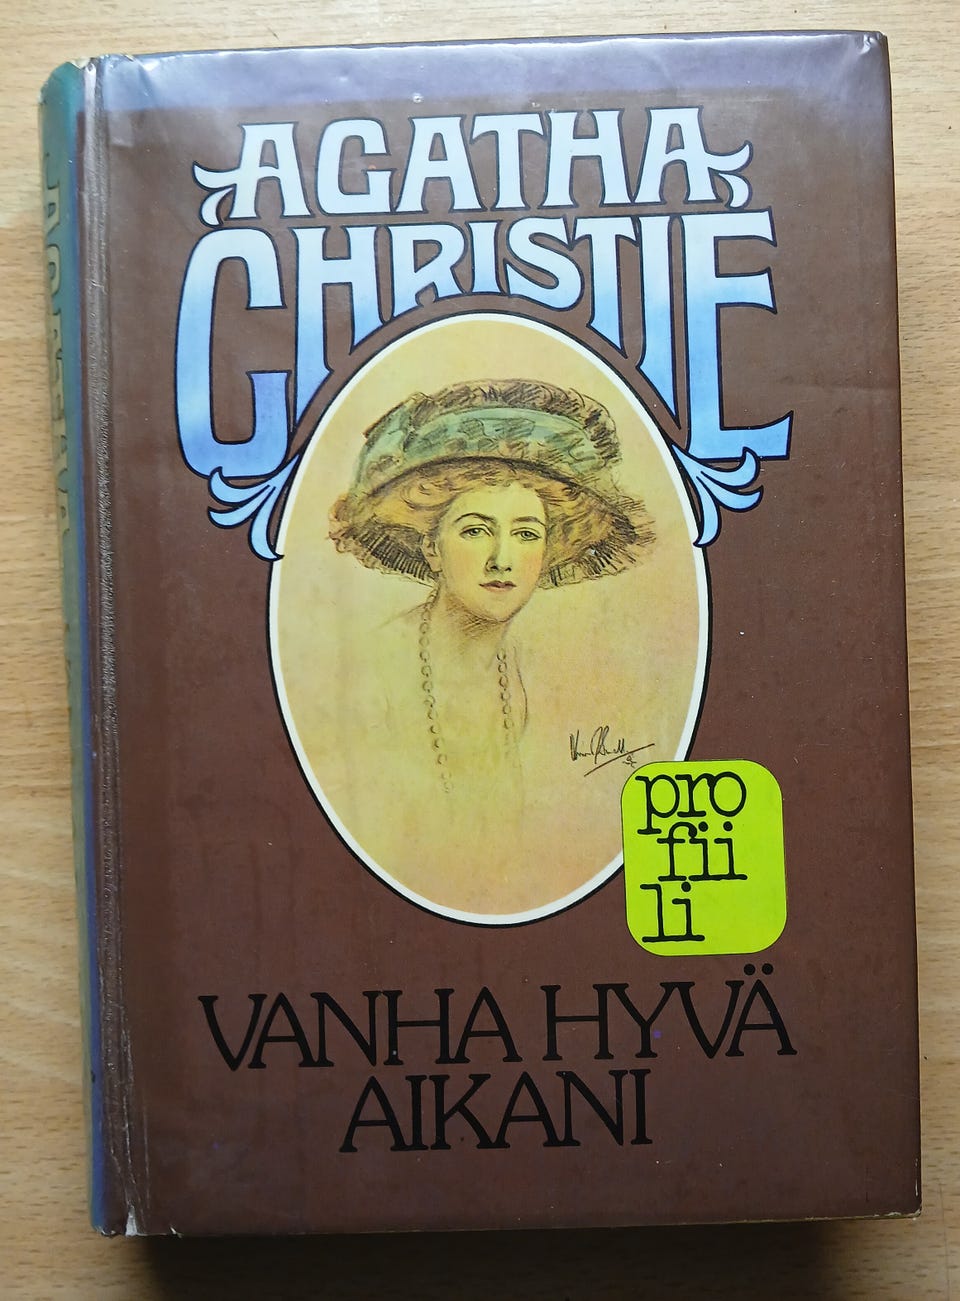 AGATHA
CHRISTIE
pro
fii
li
VANHA HYVÄ
AIKANI